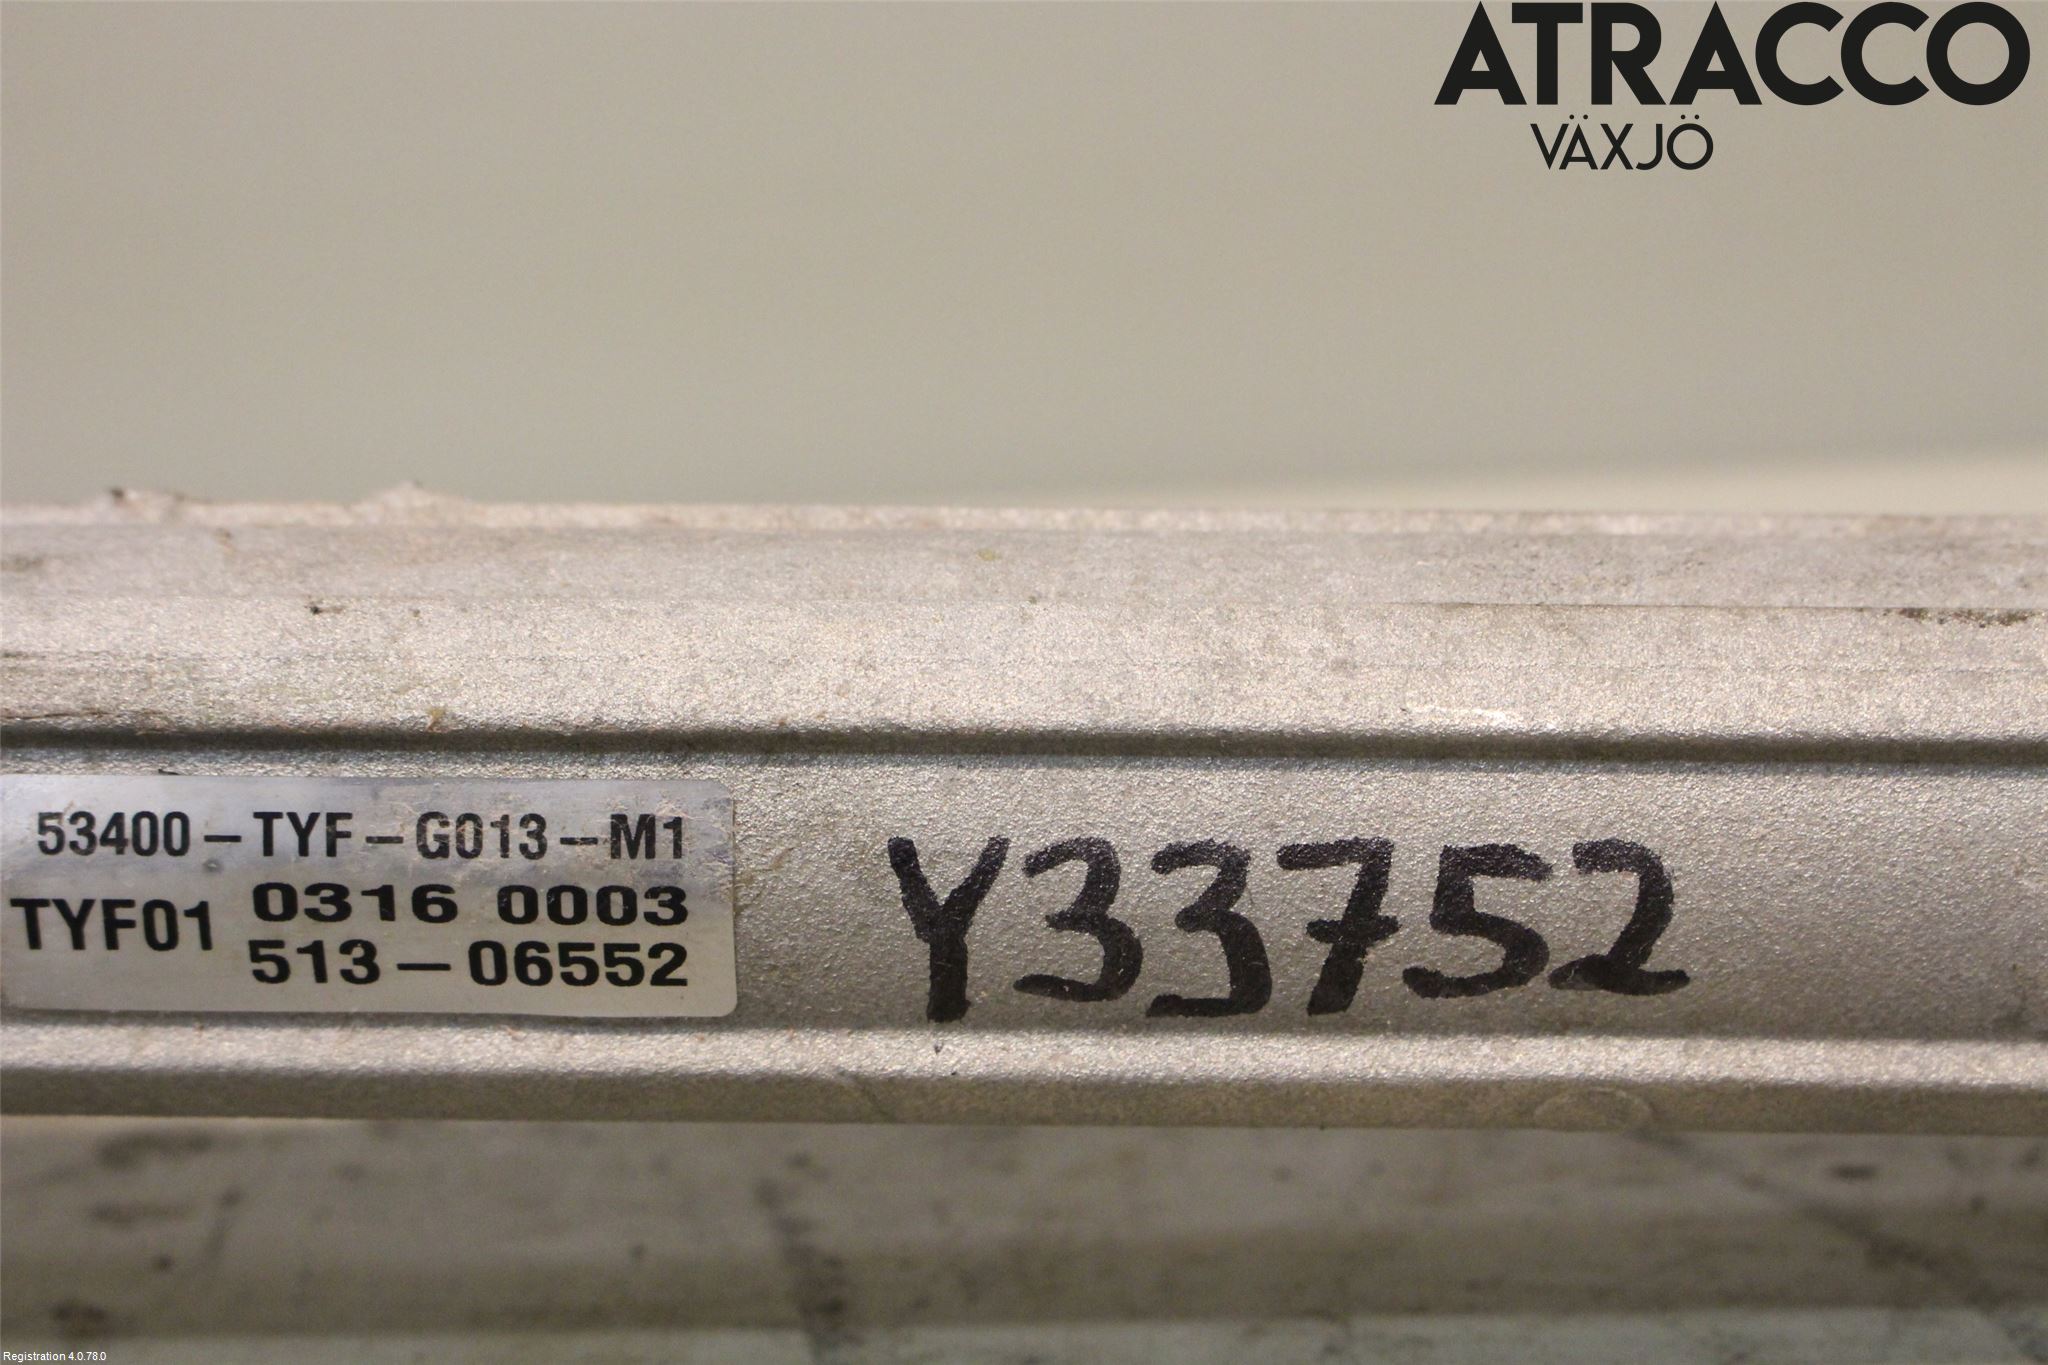 ATRACCO
VÄXJÖ
53400-TYF-G013-M1
TYF01 0316 0003
513-06552
Y33752
Registration 4.0.78.0